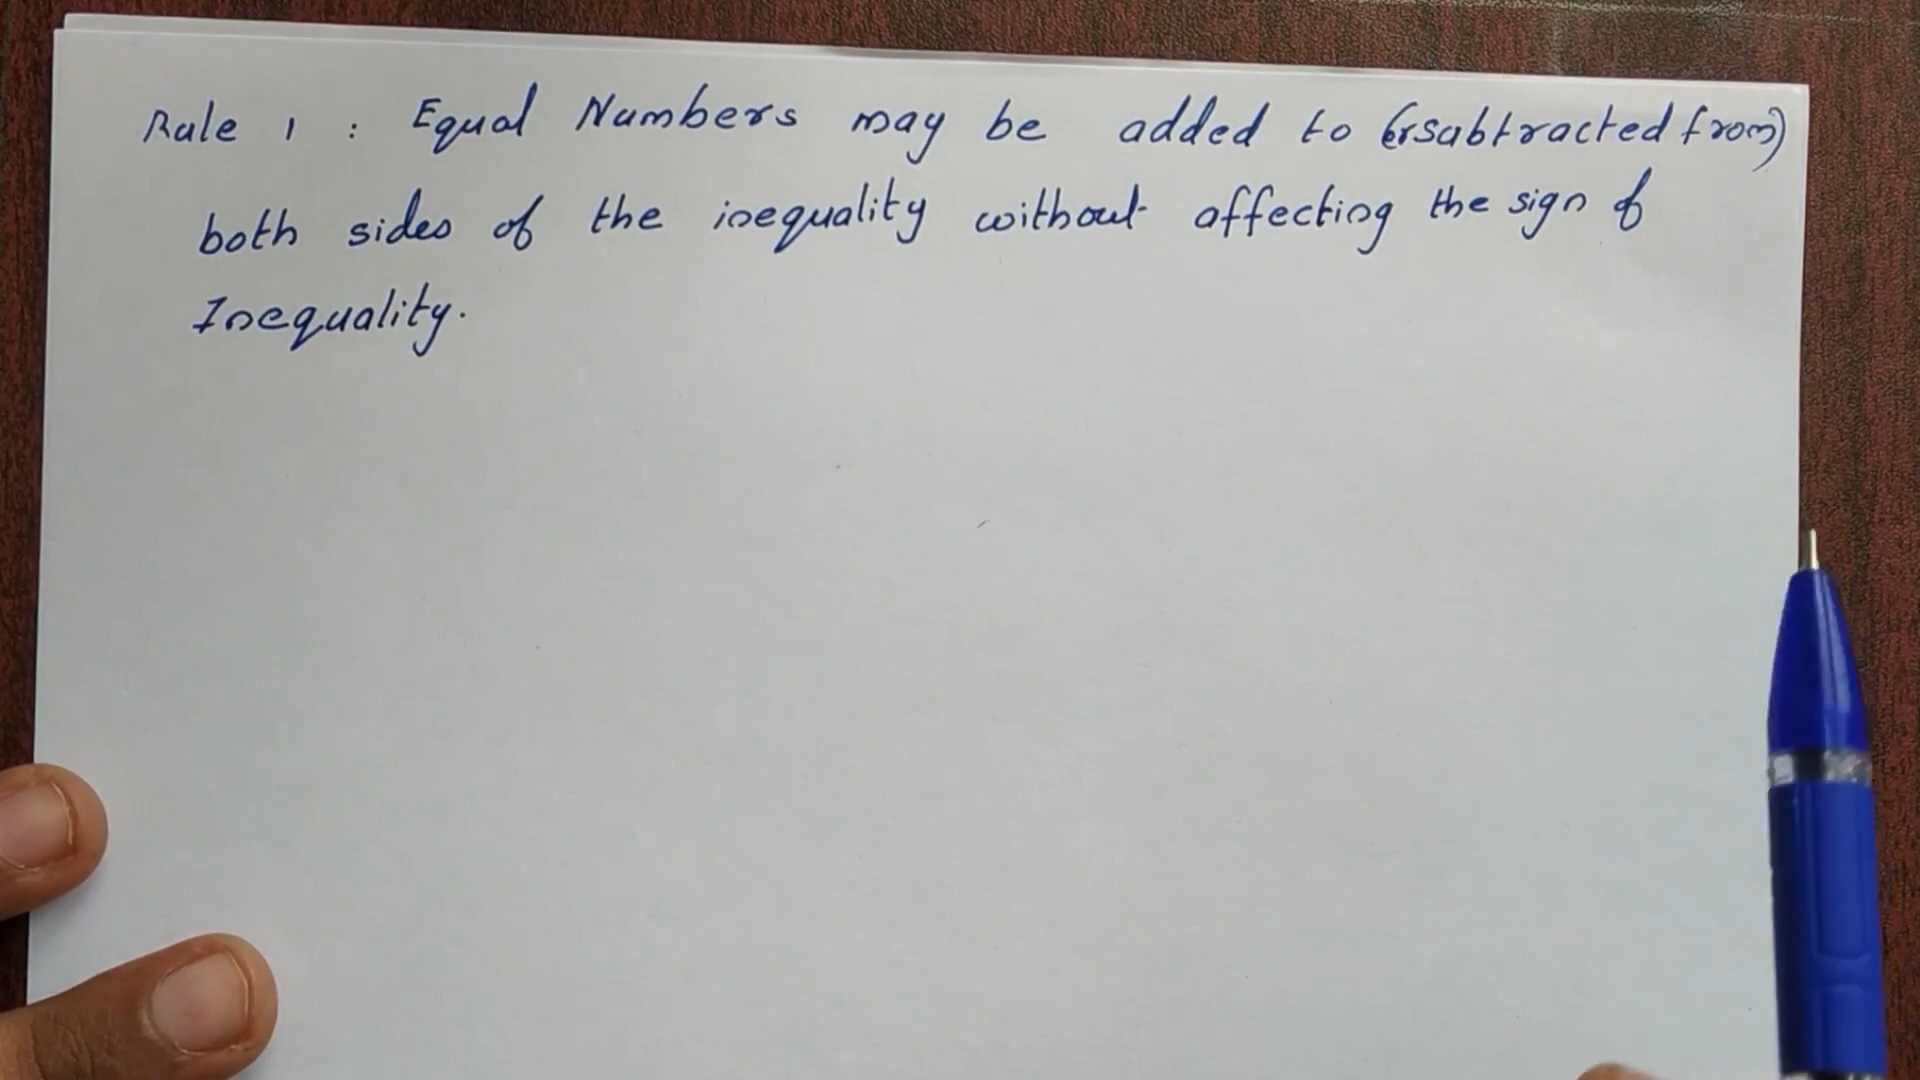 Rule 1 : Equal Numbers may be added to (or subtracted from)
both sides of the inequality without affecting the sign of
Inequality.